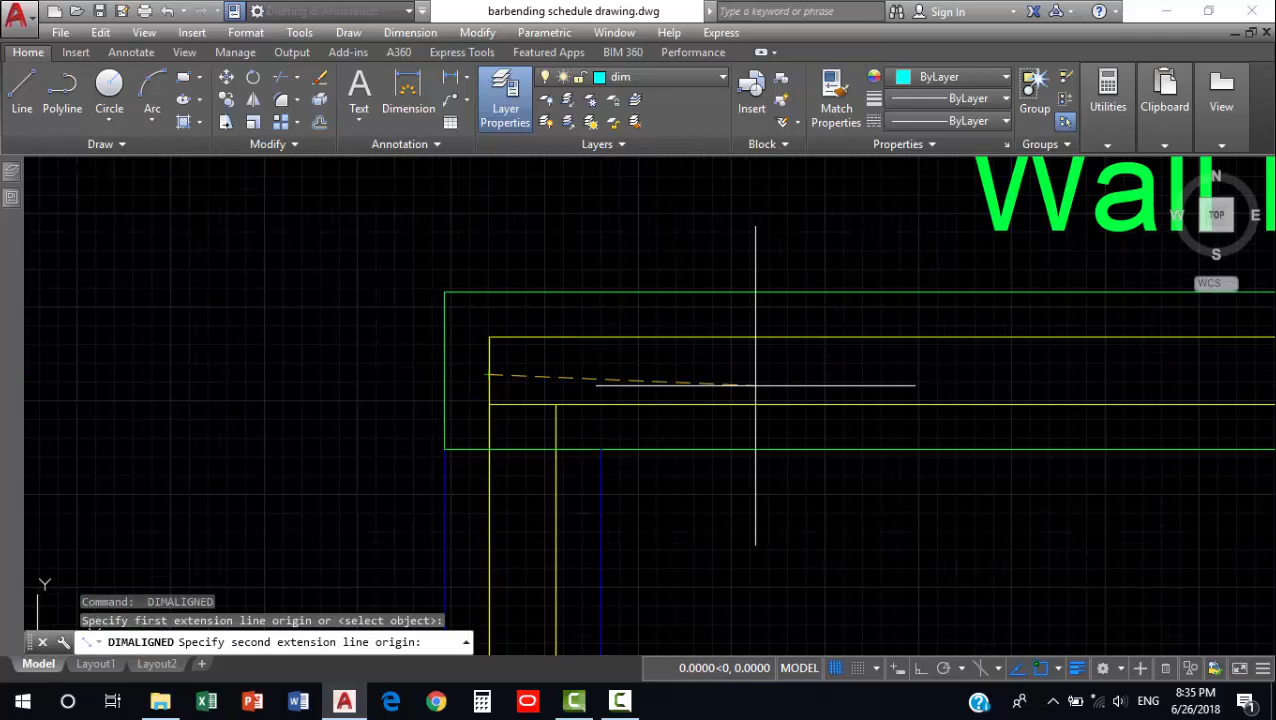 Drafting & Annotation
barbending schedule drawing.dwg
Type a keyword or phrase
Sign In
File Edit View Insert Format Tools Draw Dimension Modify Parametric Window Help Express
Home Insert Annotate View Manage Output Add-ins A360 Express Tools Featured Apps BIM 360 Performance
Line Polyline Circle Arc
Text Dimension
Layer Properties
dim
Insert
Match Properties
ByLayer
ByLayer
ByLayer
Group
Utilities
Clipboard
View
Draw Modify Annotation Layers Block Properties Groups
Wall
N
W TOP E
S
WCS
Y
Command: DIMALIGNED
Specify first extension line origin or <select object>:
DIMALIGNED Specify second extension line origin:
Model Layout1 Layout2 +
0.0000<0, 0.0000 MODEL
ENG
8:35 PM
6/26/2018